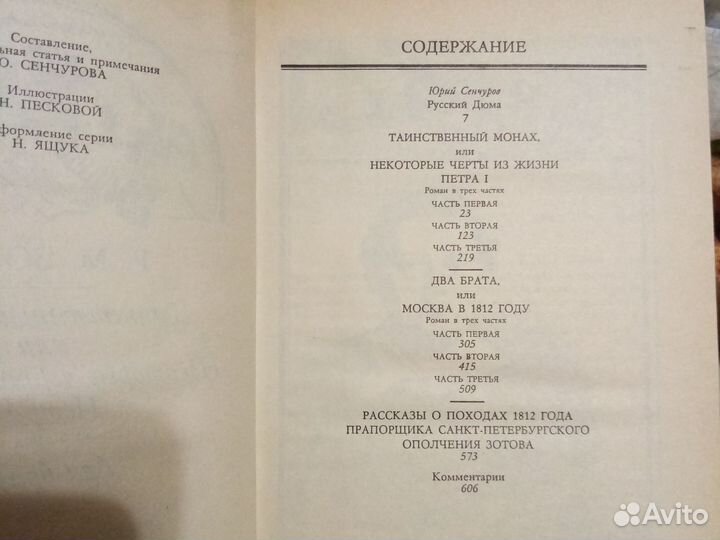 Составление,
статья и примечания
О. СЕНЧУРОВА
Иллюстрации
Н. ПЕСКОВОЙ
серии
Н. ЯЩУКА
СОДЕРЖАНИЕ
Юрий Сенчуров
Русский Дюма
7
ТАИНСТВЕННЫЙ МОНАХ,
или
НЕКОТОРЫЕ ЧЕРТЫ ИЗ ЖИЗНИ
ПЕТРА I
Роман в трех частях
ЧАСТЬ ПЕРВАЯ
23
ЧАСТЬ ВТОРАЯ
123
ЧАСТЬ ТРЕТЬЯ
219
ДВА БРАТА,
или
МОСКВА В 1812 ГОДУ
Роман в трех частях
ЧАСТЬ ПЕРВАЯ
305
ЧАСТЬ ВТОРАЯ
415
ЧАСТЬ ТРЕТЬЯ
509
РАССКАЗЫ О ПОХОДАХ 1812 ГОДА
ПРАПОРЩИКА САНКТ-ПЕТЕРБУРГСКОГО
ОПОЛЧЕНИЯ ЗОТОВА
573
Комментарии
606
Avito